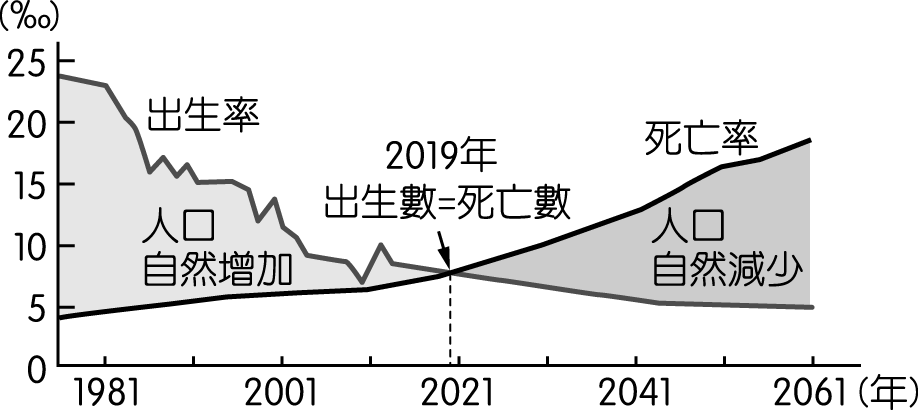 (‰)
25
20
15
10
5
0
出生率
死亡率
2019年
出生數=死亡數
人口
自然增加
人口
自然減少
1981 2001 2021 2041 2061 (年)